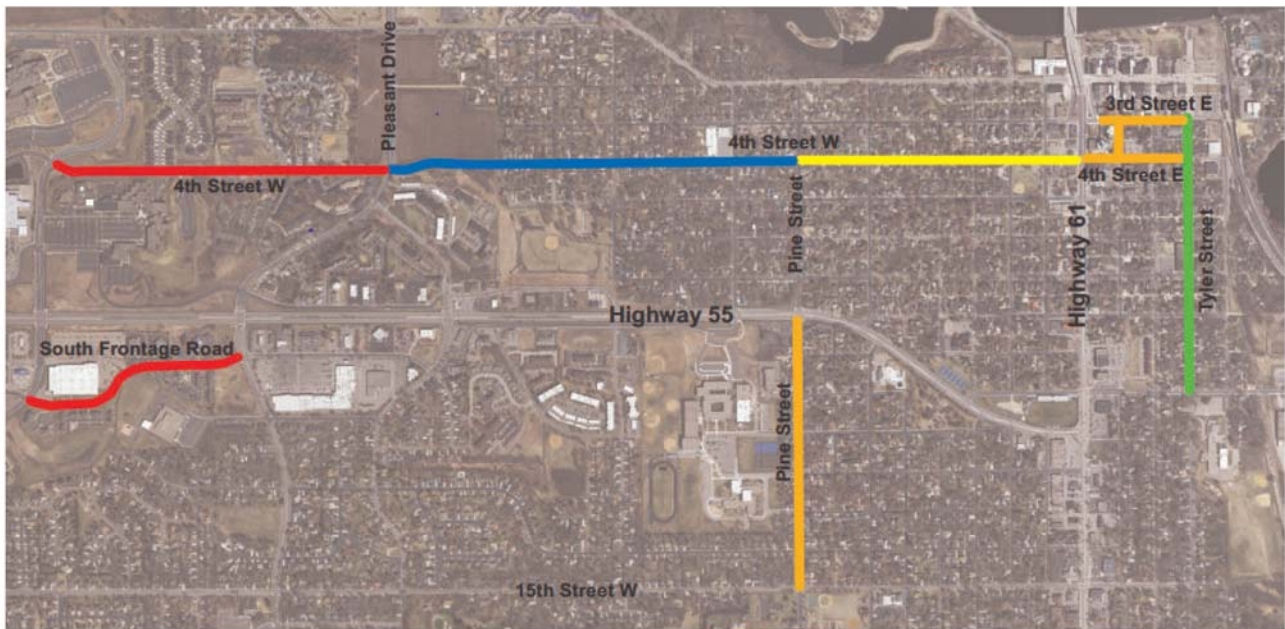 Pleasant Drive
3rd Street E
4th Street W
4th Street W
4th Street E
Pine Street
Highway 61
Tyler Street
Highway 55
South Frontage Road
Pine Street
15th Street W